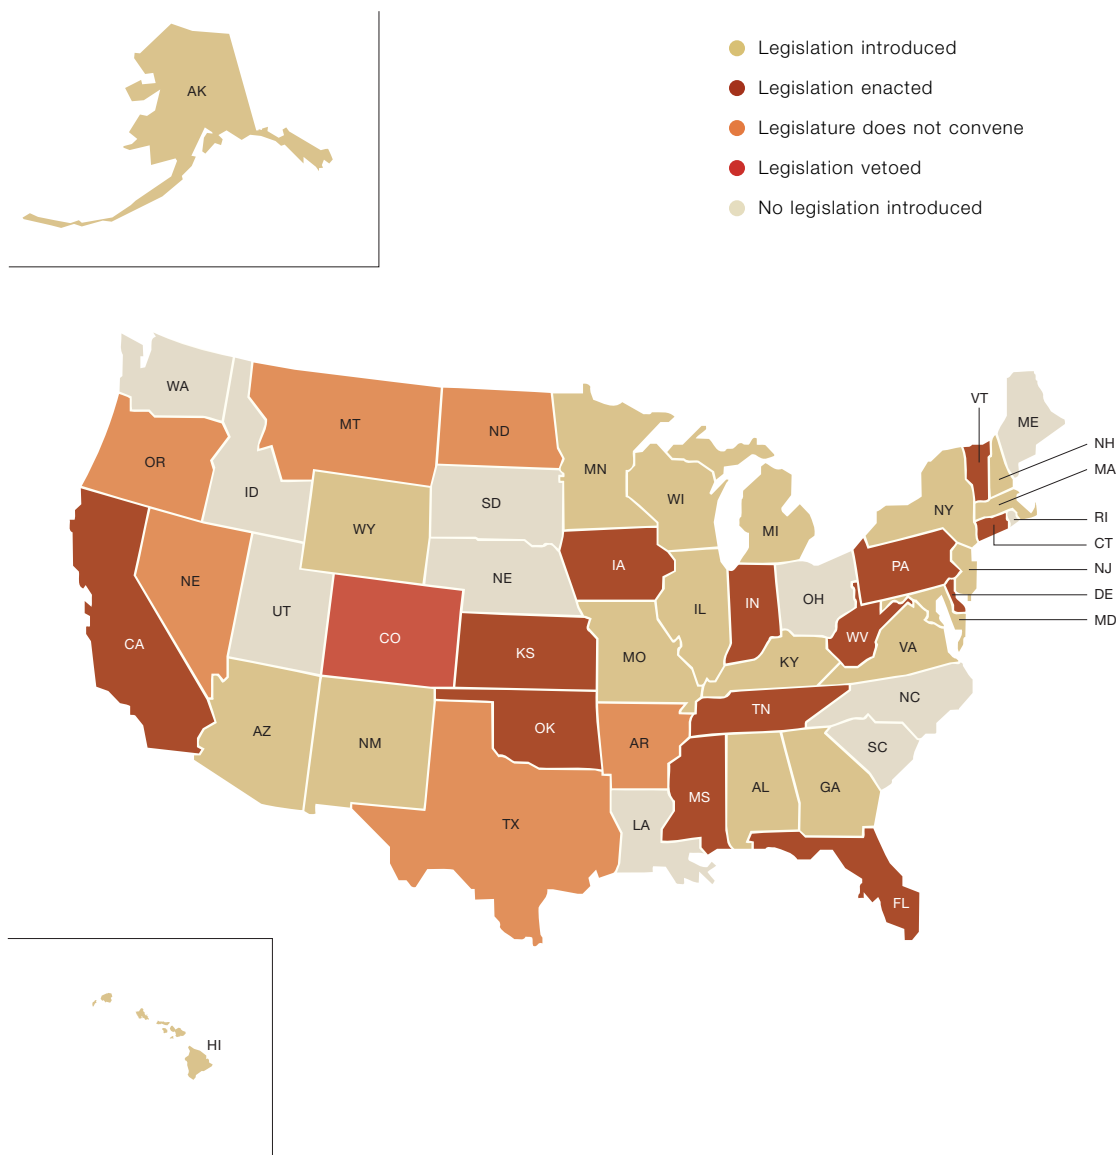 Legislation introduced
Legislation enacted
Legislature does not convene
Legislation vetoed
No legislation introduced
AK
WA
MT
ND
VT
ME
OR
ID
MN
NH
SD
WI
MA
WY
MI
NY
RI
NE
NE
IA
PA
CT
UT
IN
OH
NJ
CA
CO
IL
DE
KS
MO
WV
MD
VA
KY
AZ
NM
OK
TN
NC
AR
SC
TX
LA
MS
AL
GA
FL
HI